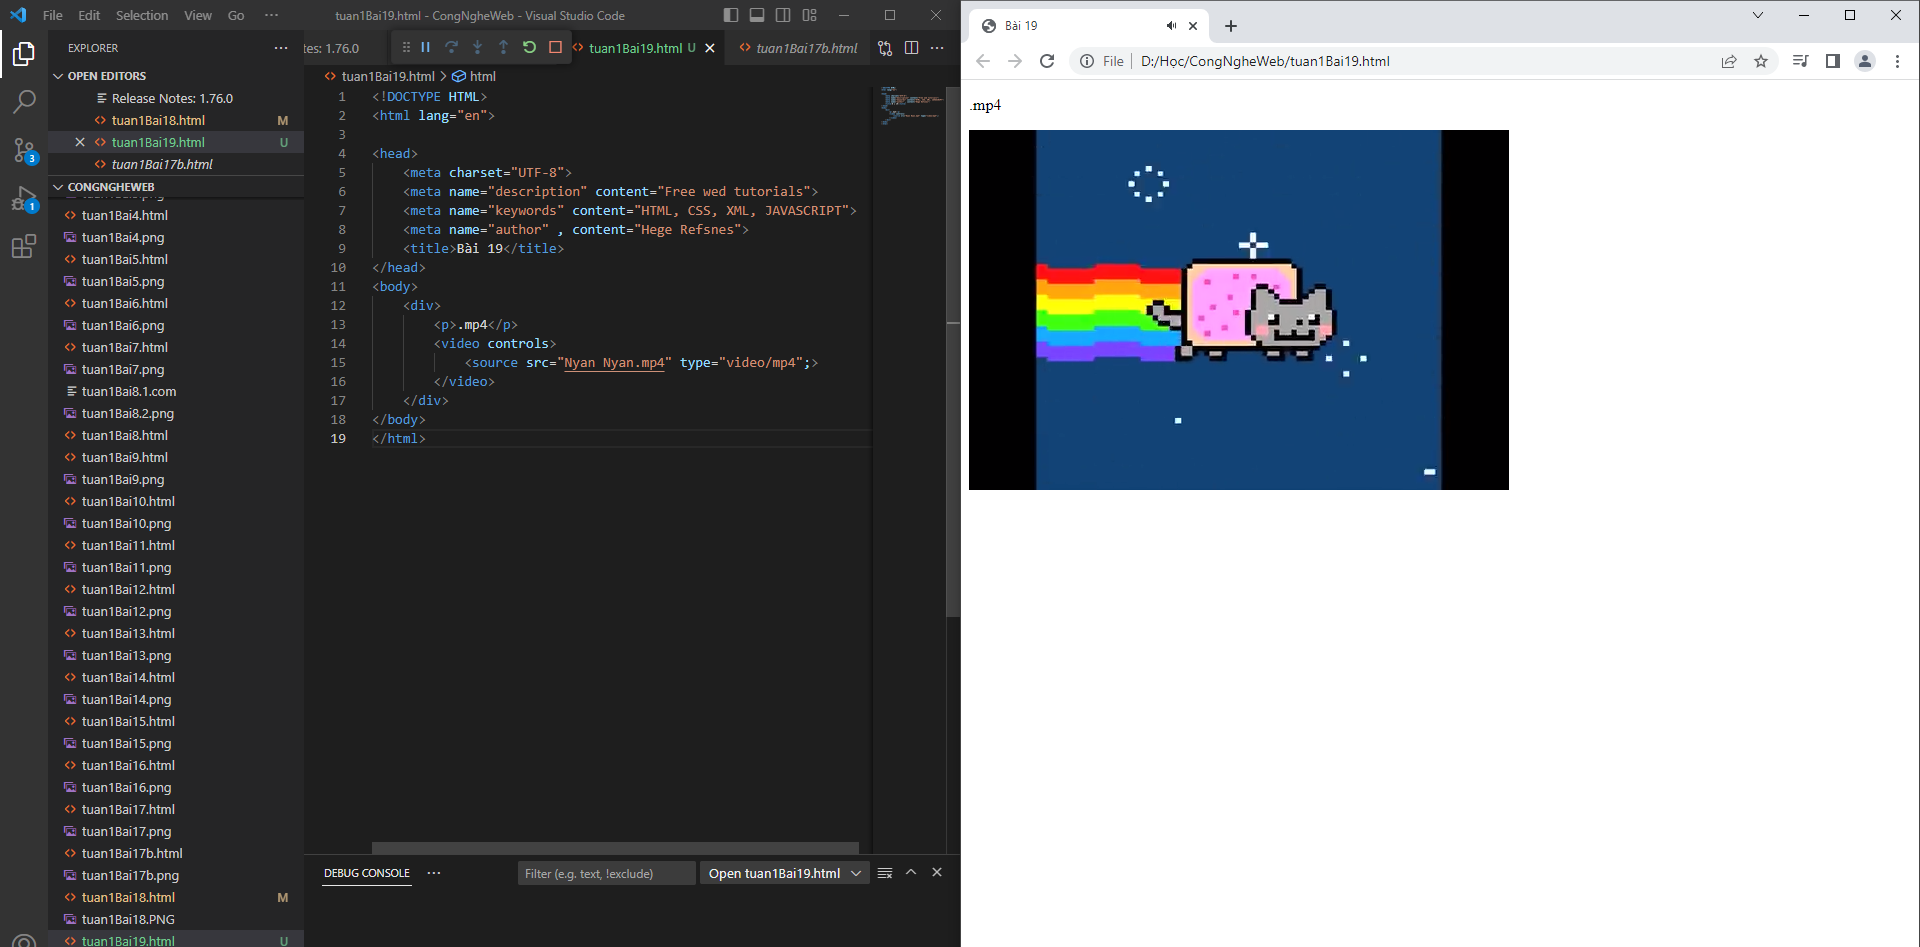 File Edit Selection View Go ··· tuan1Bai19.html - CongNgheWeb - Visual Studio Code
EXPLORER ···
OPEN EDITORS
Release Notes: 1.76.0
tuan1Bai18.html M
tuan1Bai19.html U
tuan1Bai17b.html
CONGNGHEWEB
tuan1Bai4.html
tuan1Bai4.png
tuan1Bai5.html
tuan1Bai5.png
tuan1Bai6.html
tuan1Bai6.png
tuan1Bai7.html
tuan1Bai7.png
tuan1Bai8.1.com
tuan1Bai8.2.png
tuan1Bai8.html
tuan1Bai9.html
tuan1Bai9.png
tuan1Bai10.html
tuan1Bai10.png
tuan1Bai11.html
tuan1Bai11.png
tuan1Bai12.html
tuan1Bai12.png
tuan1Bai13.html
tuan1Bai13.png
tuan1Bai14.html
tuan1Bai14.png
tuan1Bai15.html
tuan1Bai15.png
tuan1Bai16.html
tuan1Bai16.png
tuan1Bai17.html
tuan1Bai17.png
tuan1Bai17b.html
tuan1Bai17b.png
tuan1Bai18.html M
tuan1Bai18.PNG
tuan1Bai19.html U
3
1
tes: 1.76.0 tuan1Bai19.html U tuan1Bai17b.html ···
tuan1Bai19.html > html
1 <!DOCTYPE HTML>
2 <html lang="en">
3
4 <head>
5 <meta charset="UTF-8">
6 <meta name="description" content="Free wed tutorials">
7 <meta name="keywords" content="HTML, CSS, XML, JAVASCRIPT">
8 <meta name="author" , content="Hege Refsnes">
9 <title>Bài 19</title>
10 </head>
11 <body>
12 <div>
13 <p>.mp4</p>
14 <video controls>
15 <source src="Nyan Nyan.mp4" type="video/mp4";>
16 </video>
17 </div>
18 </body>
19 </html>
DEBUG CONSOLE ··· Filter (e.g. text, !exclude) Open tuan1Bai19.html
Bài 19
File | D:/Học/CongNgheWeb/tuan1Bai19.html
.mp4